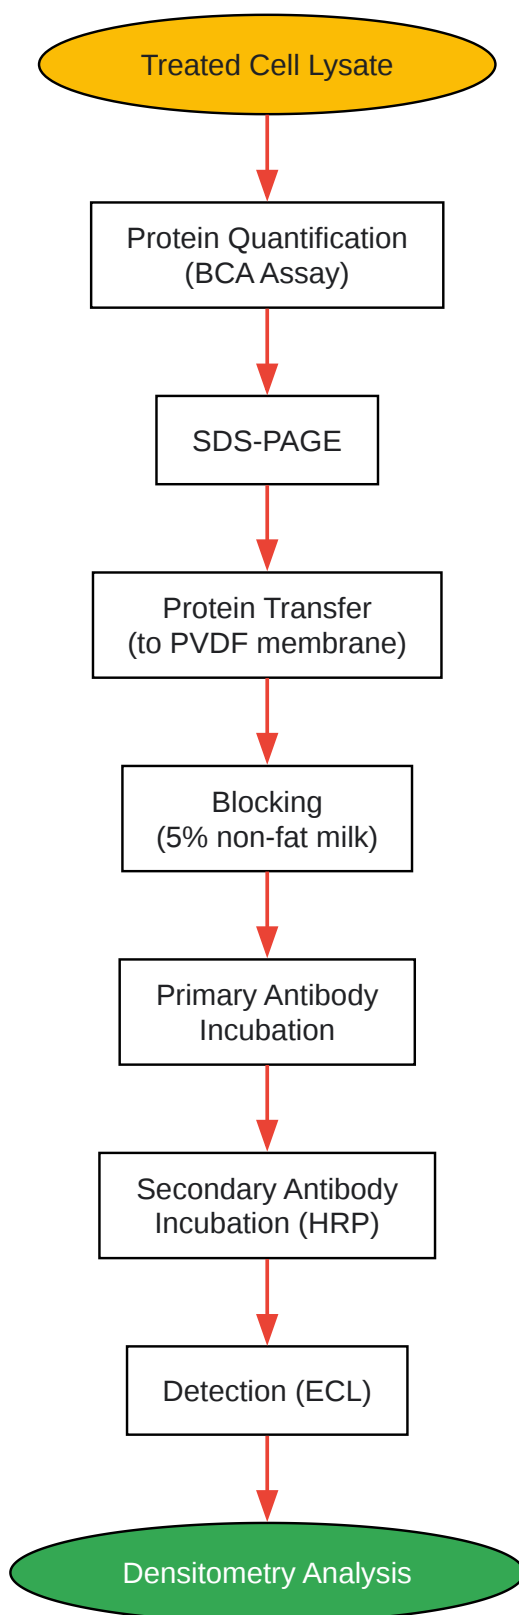 Treated Cell Lysate
Protein Quantification
(BCA Assay)
SDS-PAGE
Protein Transfer
(to PVDF membrane)
Blocking
(5% non-fat milk)
Primary Antibody
Incubation
Secondary Antibody
Incubation (HRP)
Detection (ECL)
Densitometry Analysis